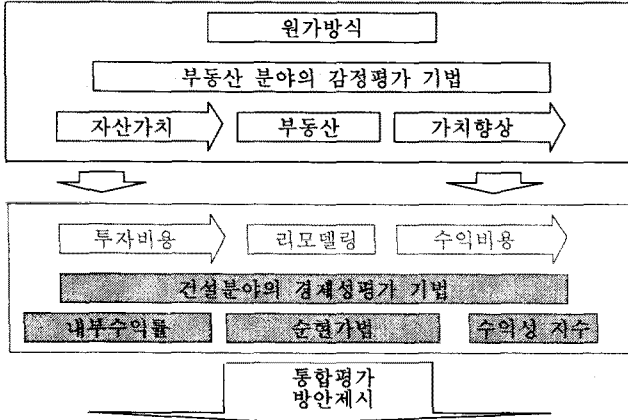 원가방식
부동산 분야의 감정평가 기법
자산가치 부동산 가치향상
투자비용 리모델링 수익비용
건설분야의 경제성평가 기법
내부수익률 순현가법 수익성 지수
통합평가
방안제시